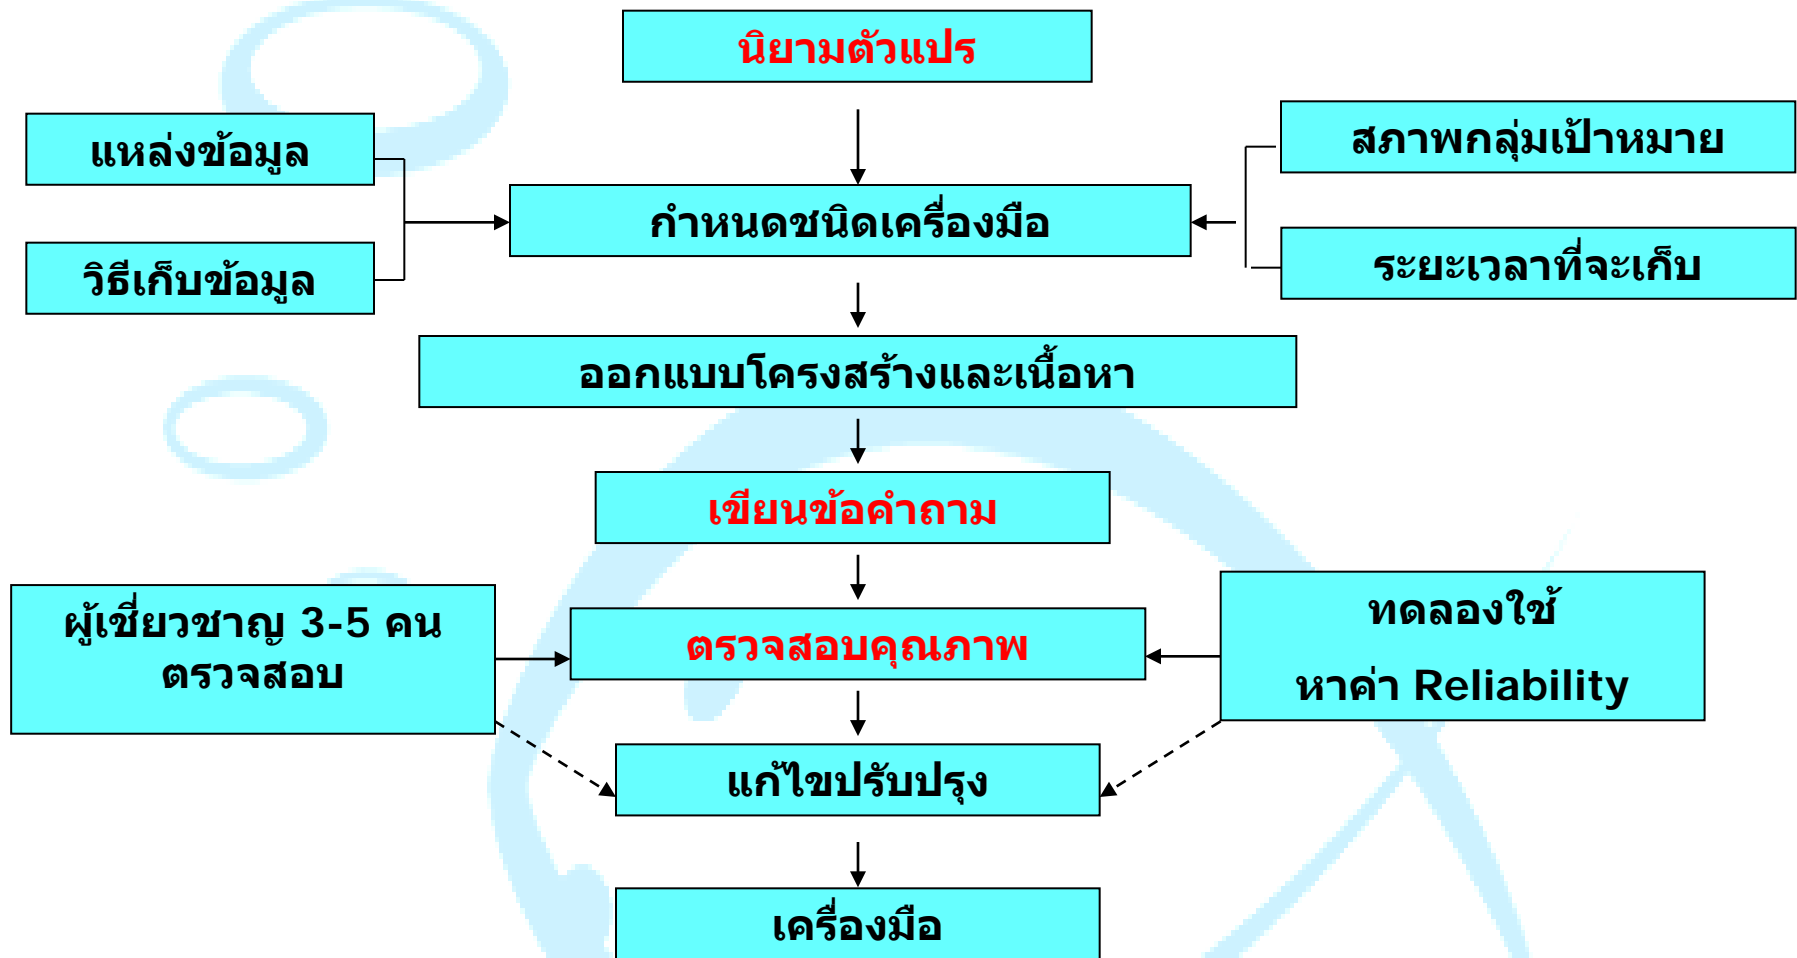 นิยามตัวแปร
แหล่งข้อมูล
สภาพกลุ่มเป้าหมาย
กำหนดชนิดเครื่องมือ
วิธีเก็บข้อมูล
ระยะเวลาที่จะเก็บ
ออกแบบโครงสร้างและเนื้อหา
เขียนข้อคำถาม
ผู้เชี่ยวชาญ 3-5 คน
ตรวจสอบ
ตรวจสอบคุณภาพ
ทดลองใช้
หาค่า Reliability
แก้ไขปรับปรุง
เครื่องมือ